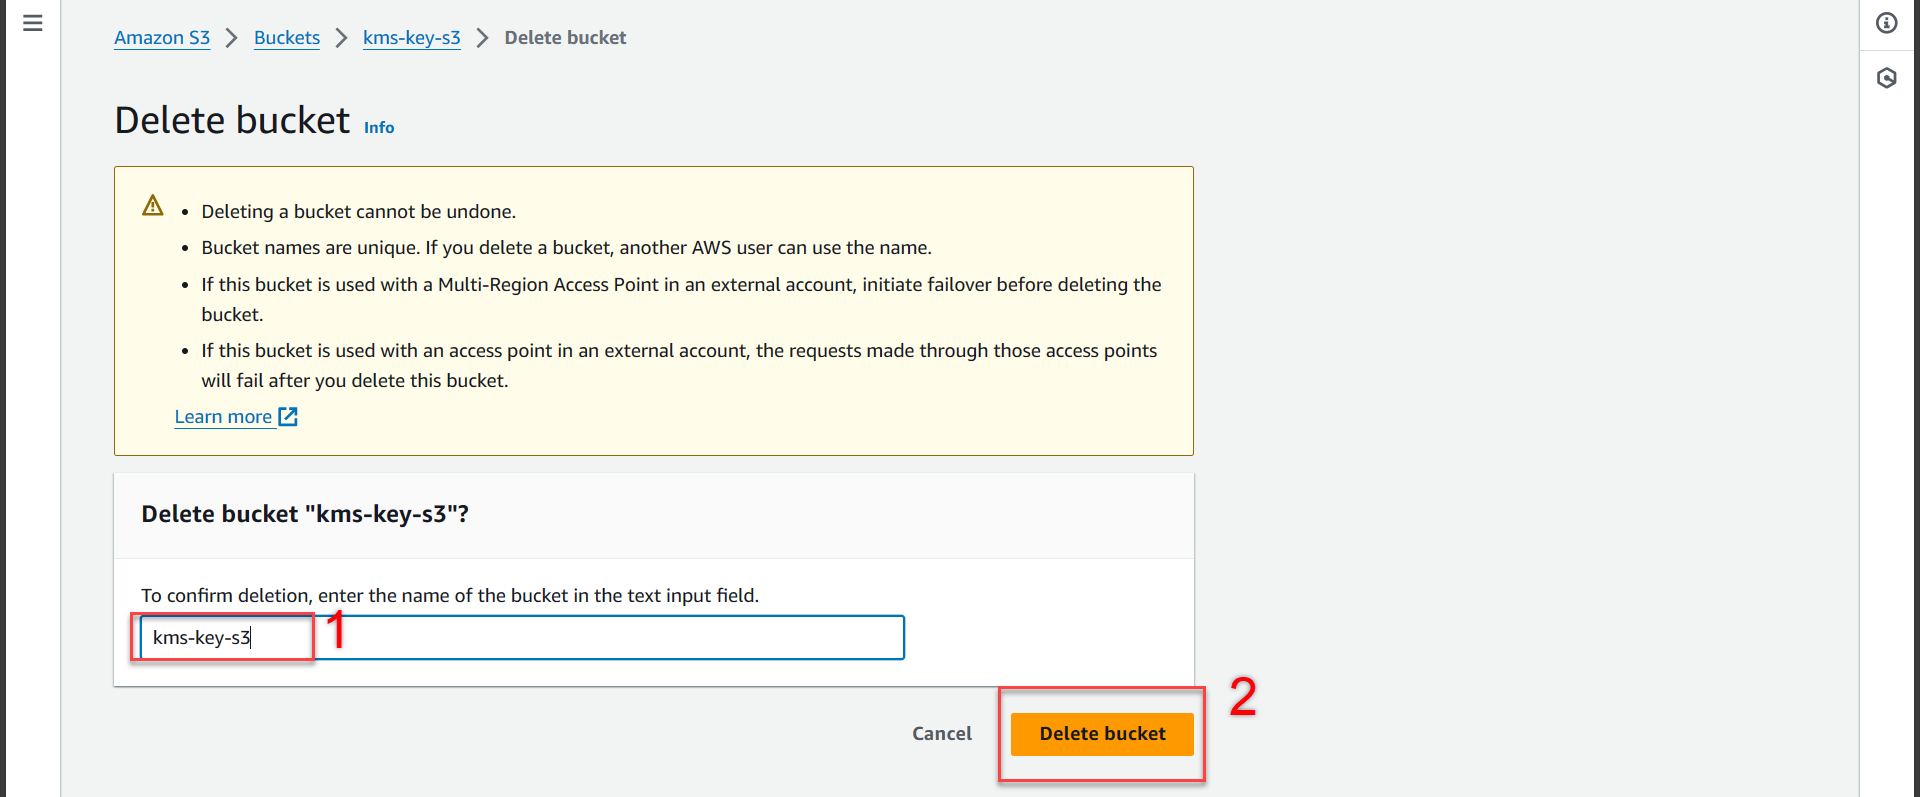 Amazon S3 > Buckets > kms-key-s3 > Delete bucket
Delete bucket Info
• Deleting a bucket cannot be undone.
• Bucket names are unique. If you delete a bucket, another AWS user can use the name.
• If this bucket is used with a Multi-Region Access Point in an external account, initiate failover before deleting the
bucket.
• If this bucket is used with an access point in an external account, the requests made through those access points
will fail after you delete this bucket.
Learn more
Delete bucket "kms-key-s3"?
To confirm deletion, enter the name of the bucket in the text input field.
kms-key-s3 1
2
Cancel Delete bucket